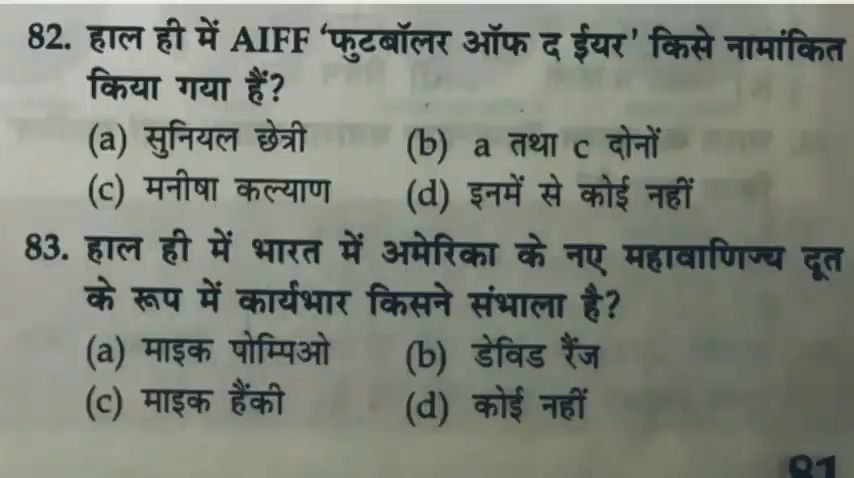 82. हाल ही में AIFF 'फुटबॉलर ऑफ द ईयर' किसे नामांकित
किया गया हैं?
(a) सुनियल छेत्री (b) a तथा c दोनों
(c) मनीषा कल्याण (d) इनमें से कोई नहीं
83. हाल ही में भारत में अमेरिका के नए महावाणिज्य दूत
के रूप में कार्यभार किसने संभाला है?
(a) माइक पोम्पिओ (b) डेविड रैंज
(c) माइक हैंकी (d) कोई नहीं
81